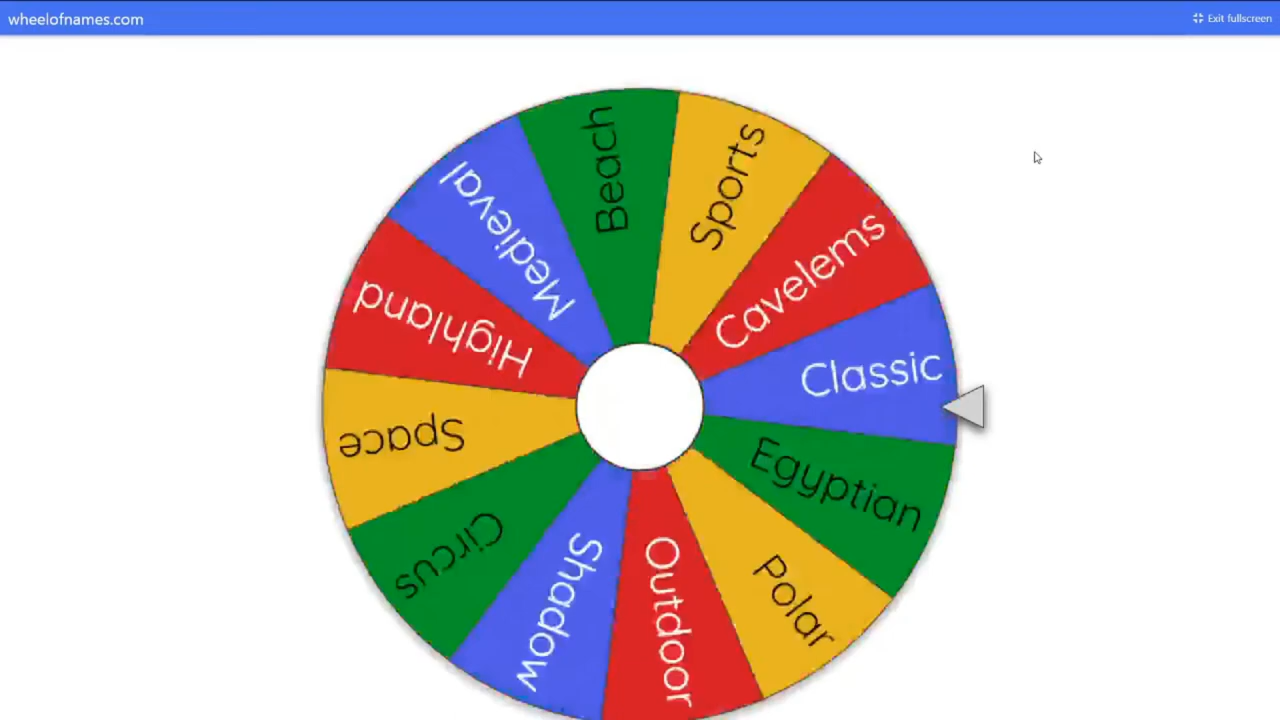 wheelofnames.com
Exit fullscreen
Beach
Sports
Cavelems
Classic
Egyptian
Polar
Outdoor
Shadow
Circus
Space
Highland
Medieval